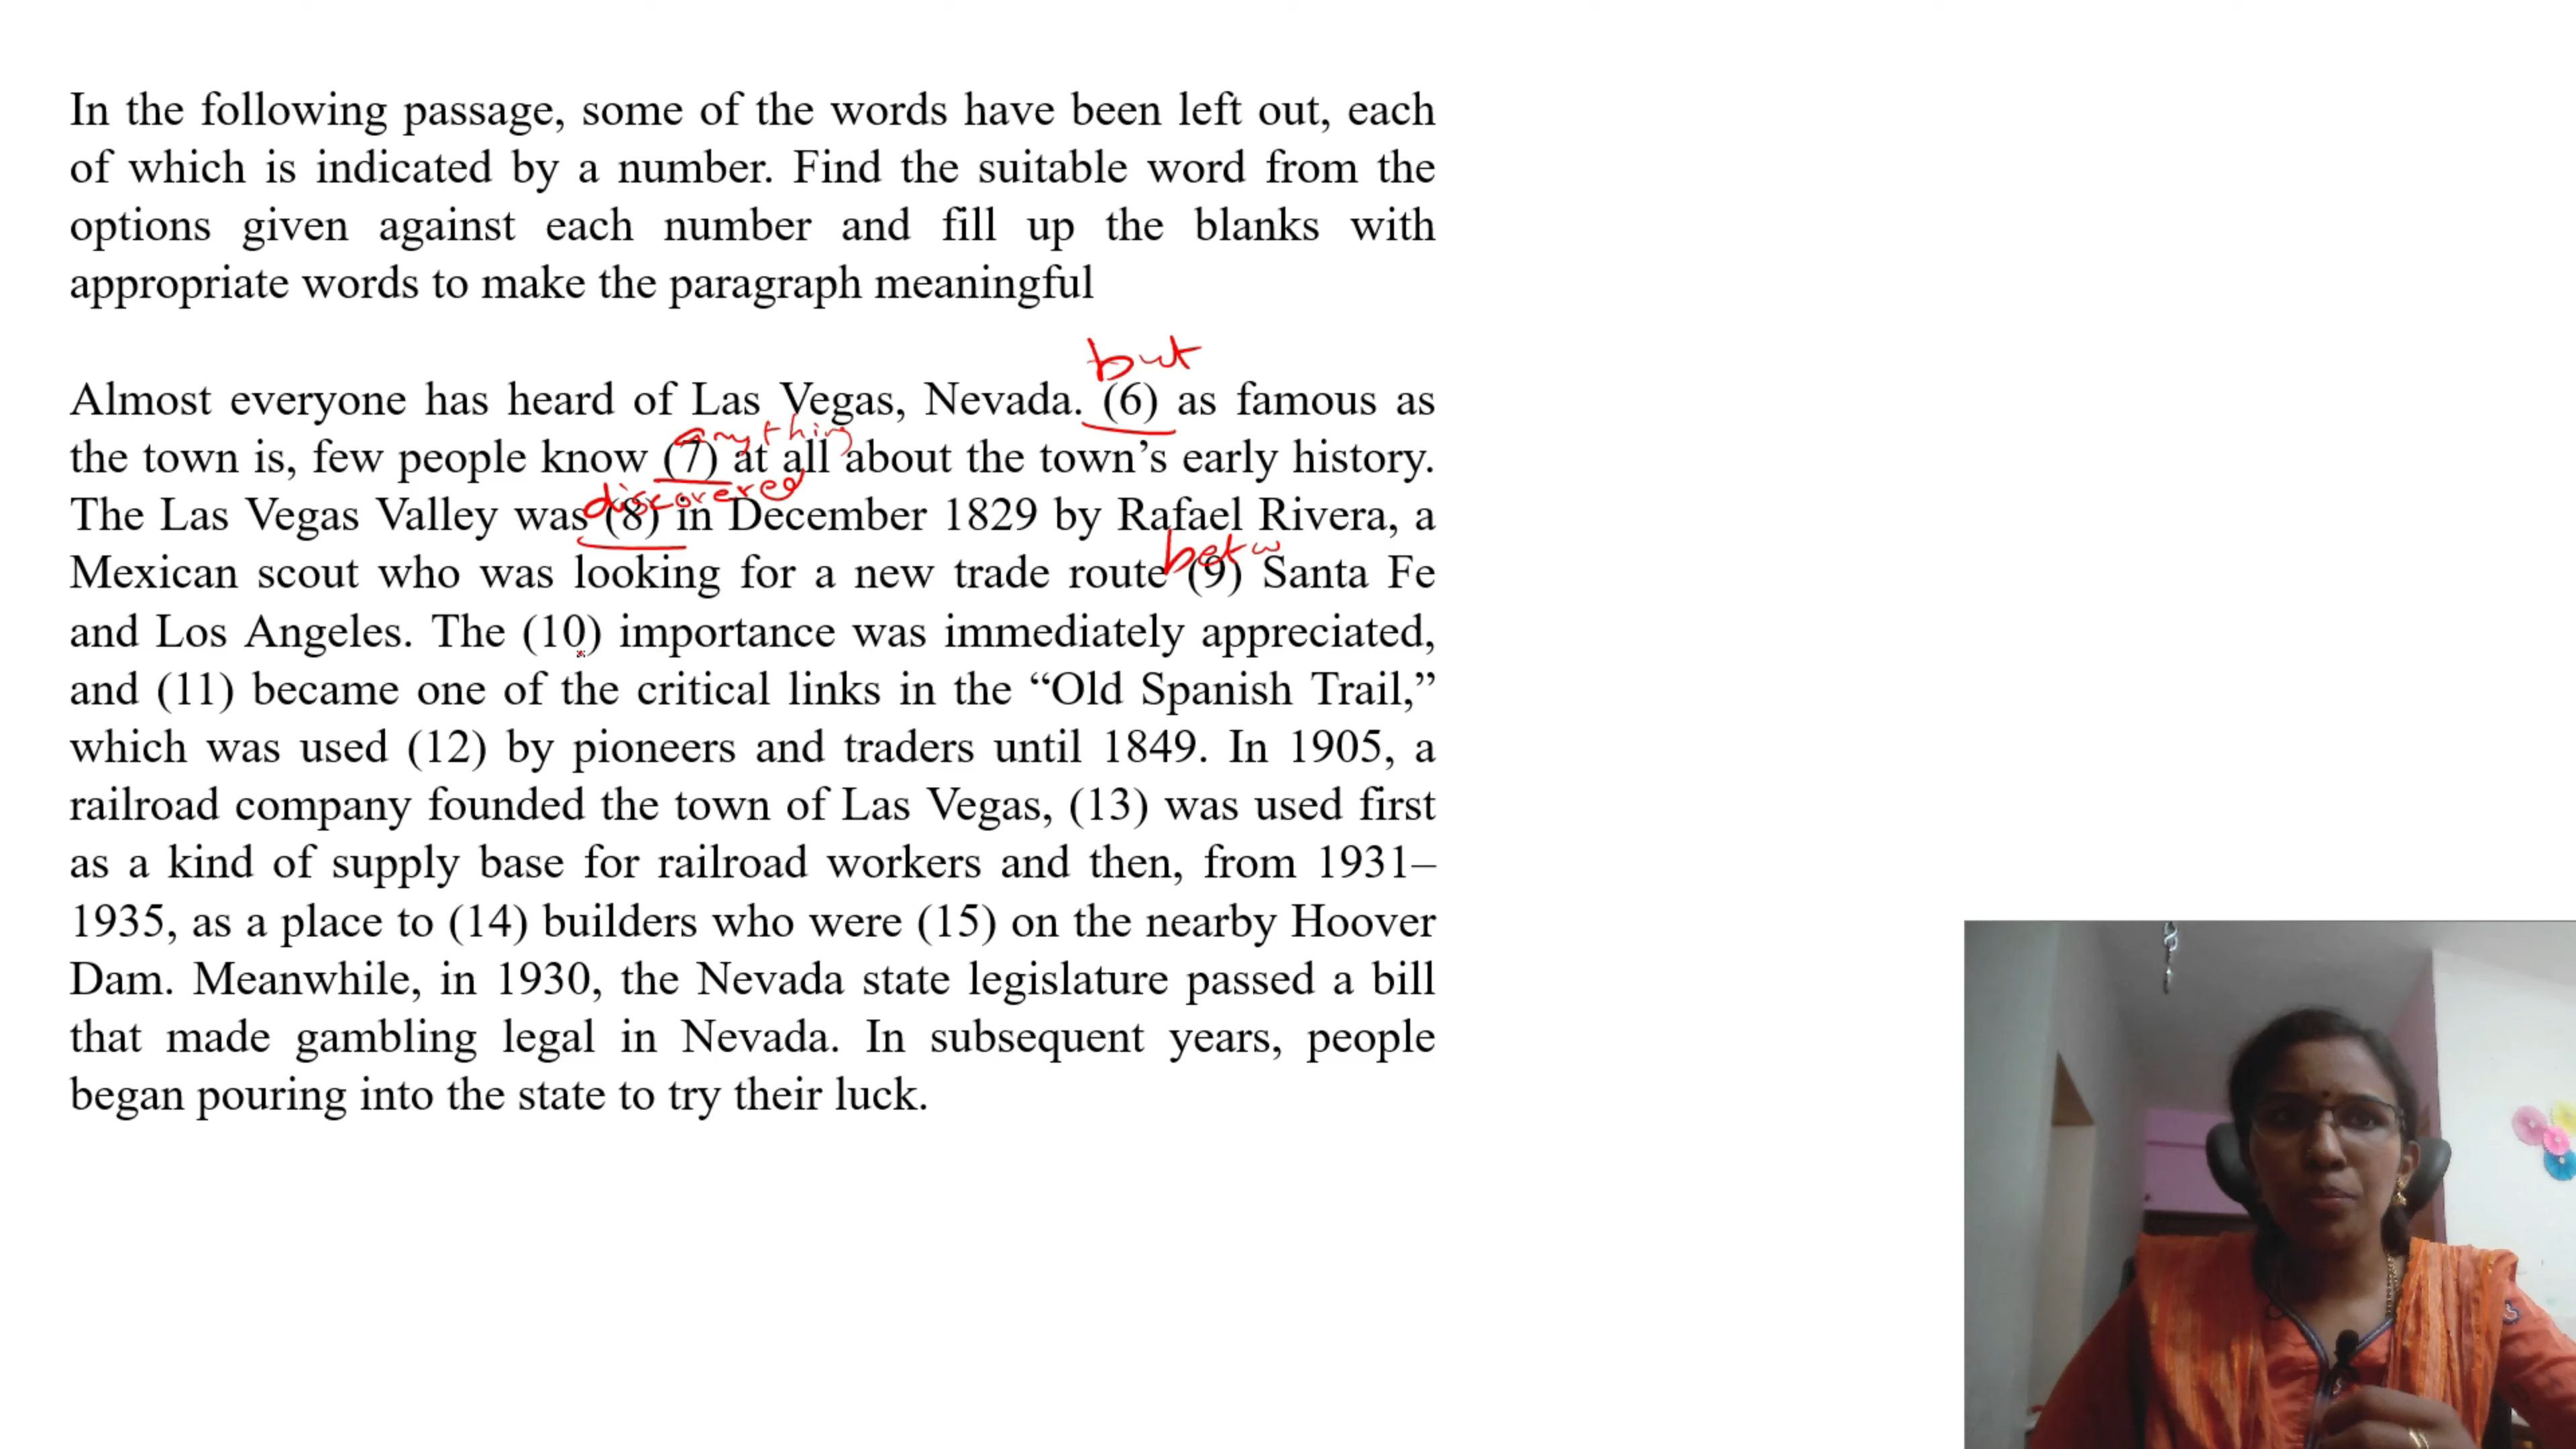 In the following passage, some of the words have been left out, each
of which is indicated by a number. Find the suitable word from the
options given against each number and fill up the blanks with
appropriate words to make the paragraph meaningful
but
Almost everyone has heard of Las Vegas, Nevada. (6) as famous as
anything
the town is, few people know (7) at all about the town's early history.
discovered
The Las Vegas Valley was (8) in December 1829 by Rafael Rivera, a
betw
Mexican scout who was looking for a new trade route (9) Santa Fe
and Los Angeles. The (10) importance was immediately appreciated,
and (11) became one of the critical links in the “Old Spanish Trail,”
which was used (12) by pioneers and traders until 1849. In 1905, a
railroad company founded the town of Las Vegas, (13) was used first
as a kind of supply base for railroad workers and then, from 1931–
1935, as a place to (14) builders who were (15) on the nearby Hoover
Dam. Meanwhile, in 1930, the Nevada state legislature passed a bill
that made gambling legal in Nevada. In subsequent years, people
began pouring into the state to try their luck.